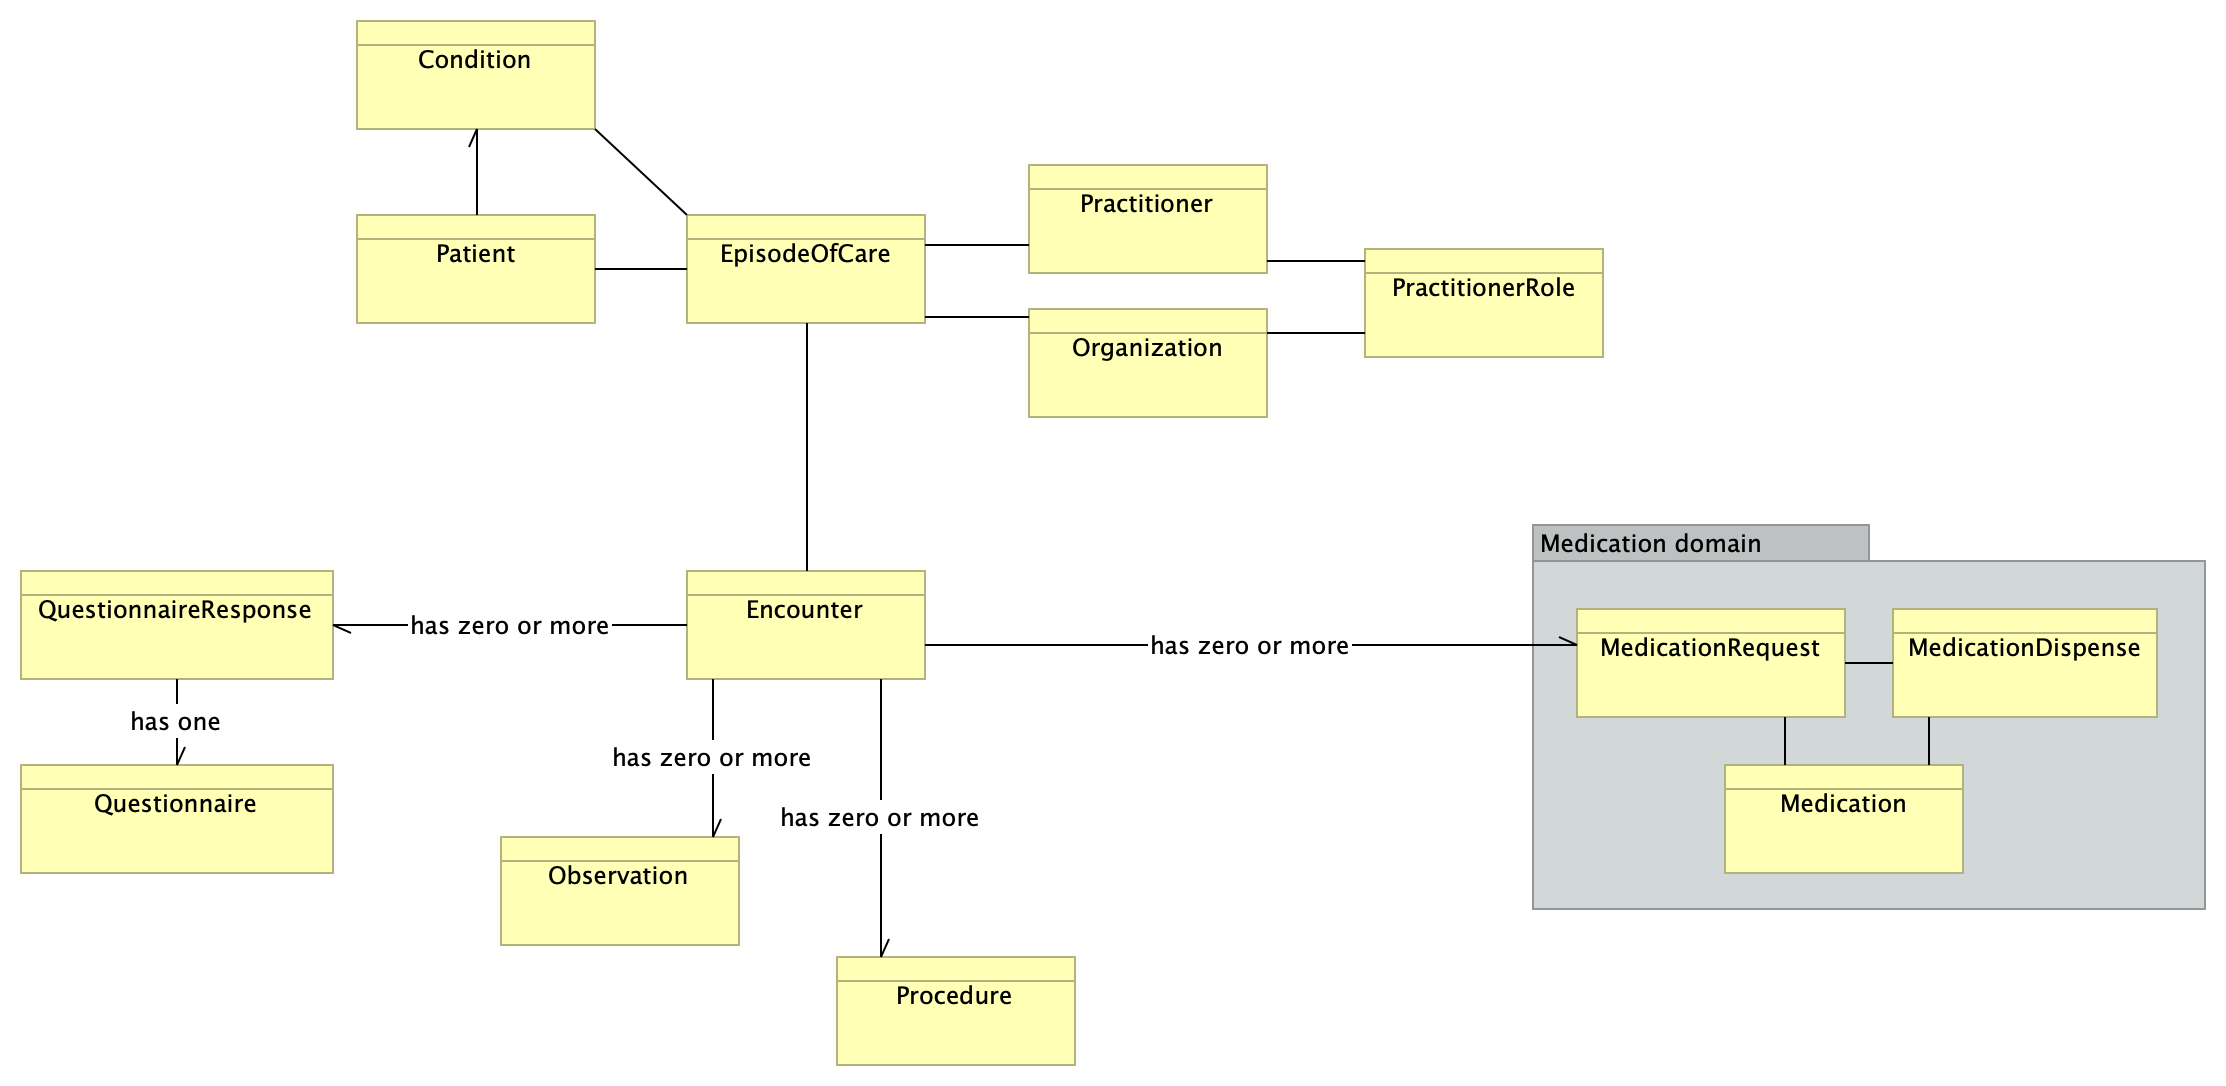 Condition
Practitioner
Patient
EpisodeOfCare
PractitionerRole
Organization
Medication domain
QuestionnaireResponse
has zero or more
Encounter
has zero or more
MedicationRequest
MedicationDispense
has one
has zero or more
Questionnaire
has zero or more
Medication
Observation
Procedure